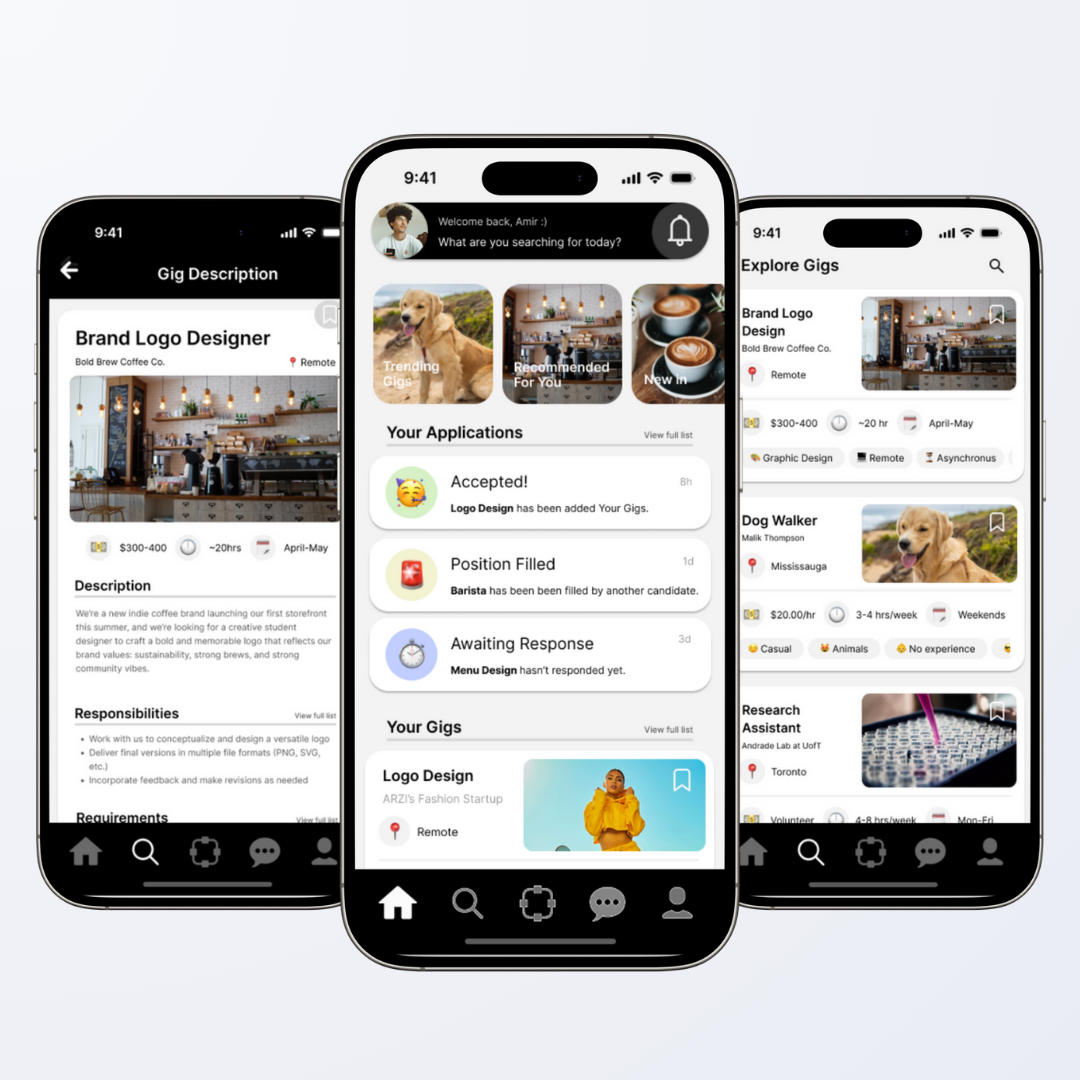 9:41
Gig Description
Brand Logo Designer
Bold Brew Coffee Co.
Remote
$300-400
~20hrs
April-May
Description
We're a new indie coffee brand launching our first storefront
this summer, and we're looking for a creative student
designer to craft a bold and memorable logo that reflects our
brand values: sustainability, strong brews, and strong
community vibes.
Responsibilities
View full list
• Work with us to conceptualize and design a versatile logo
• Deliver final versions in multiple file formats (PNG, SVG,
etc.)
• Incorporate feedback and make revisions as needed
Requirements
View full list
9:41
Welcome back, Amir :)
What are you searching for today?
Trending
Gigs
Recommended
For You
New in
Your Applications
View full list
Accepted!
8h
Logo Design has been added Your Gigs.
Position Filled
1d
Barista has been been filled by another candidate.
Awaiting Response
3d
Menu Design hasn't responded yet.
Your Gigs
View full list
Logo Design
ARZI's Fashion Startup
Remote
9:41
Explore Gigs
Brand Logo
Design
Bold Brew Coffee Co.
Remote
$300-400
~20 hr
April-May
Graphic Design
Remote
Asynchronus
Dog Walker
Malik Thompson
Mississauga
$20.00/hr
3-4 hrs/week
Weekends
Casual
Animals
No experience
Research
Assistant
Andrade Lab at UofT
Toronto
Volunteer
4-8 hrs/week
Mon-Fri